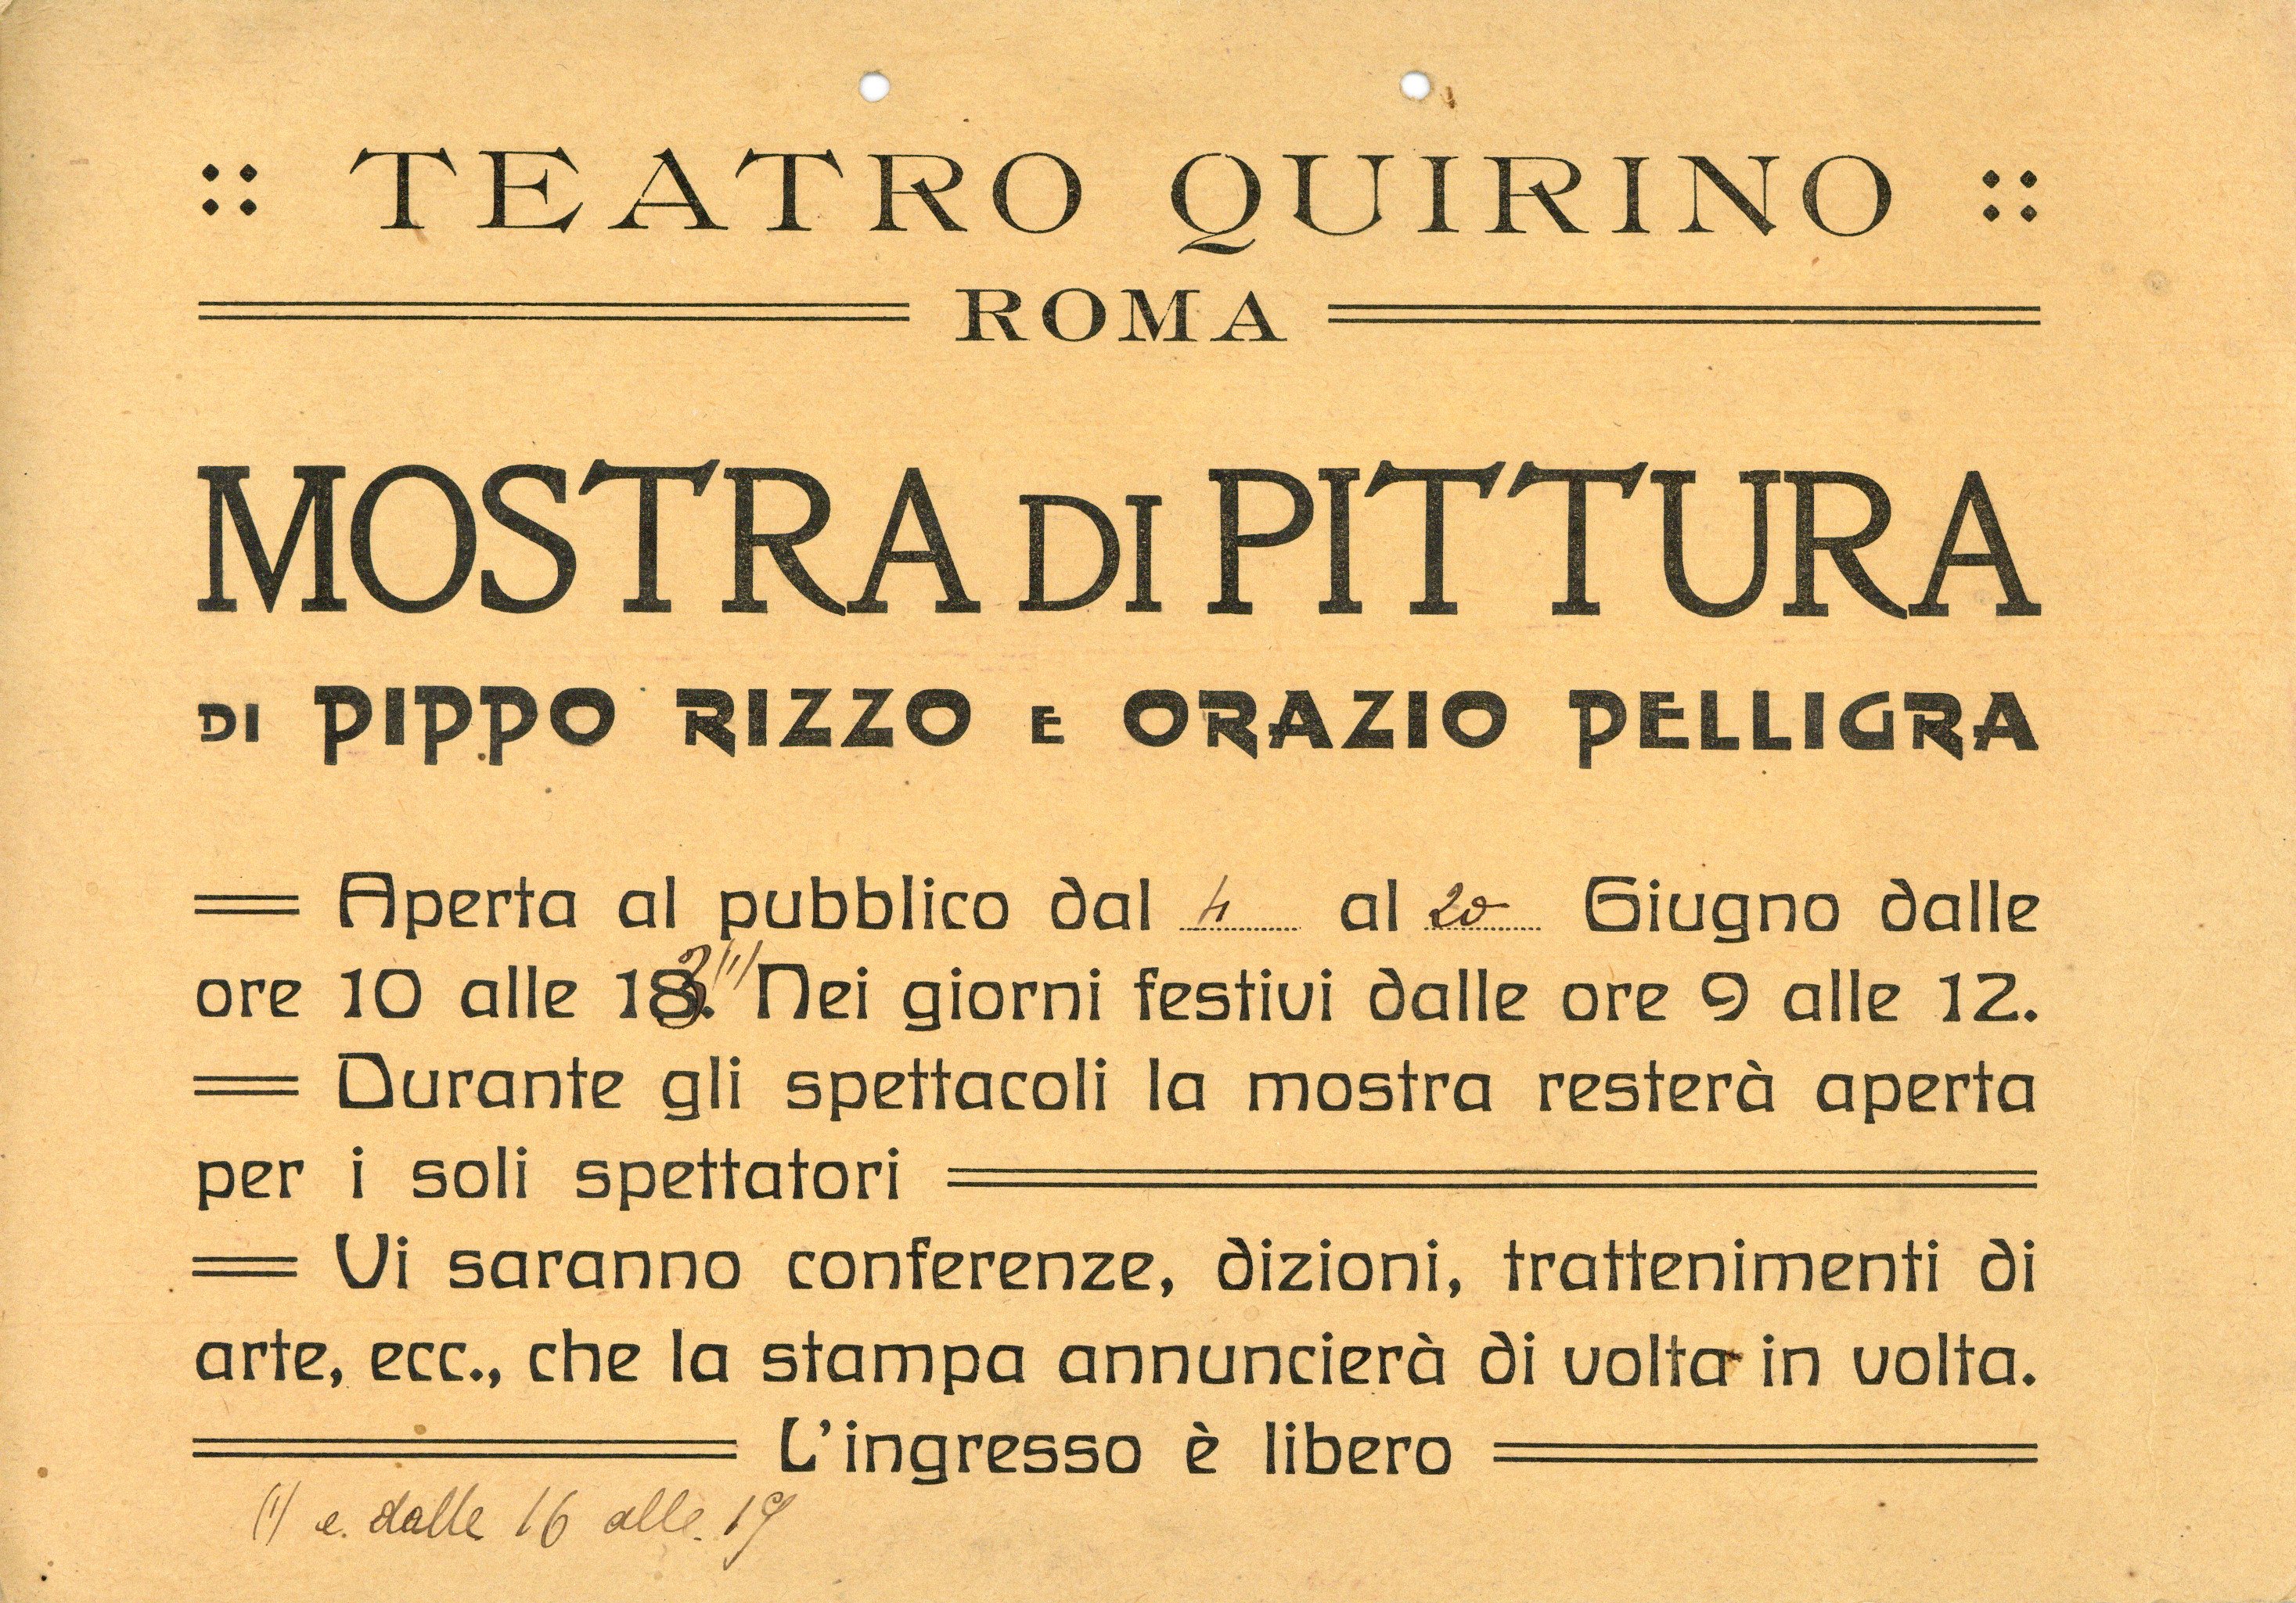 :: TEATRO QUIRINO ::
ROMA
MOSTRA DI PITTURA
DI PIPPO RIZZO E ORAZIO PELLIGRA
Aperta al pubblico dal 4 al 20 Giugno dalle
ore 10 alle 13. (1) Nei giorni festivi dalle ore 9 alle 12.
Durante gli spettacoli la mostra resterà aperta
per i soli spettatori
Vi saranno conferenze, dizioni, trattenimenti di
arte, ecc., che la stampa annuncierà di volta in volta.
L'ingresso è libero
(1) e. dalle 16 alle 19